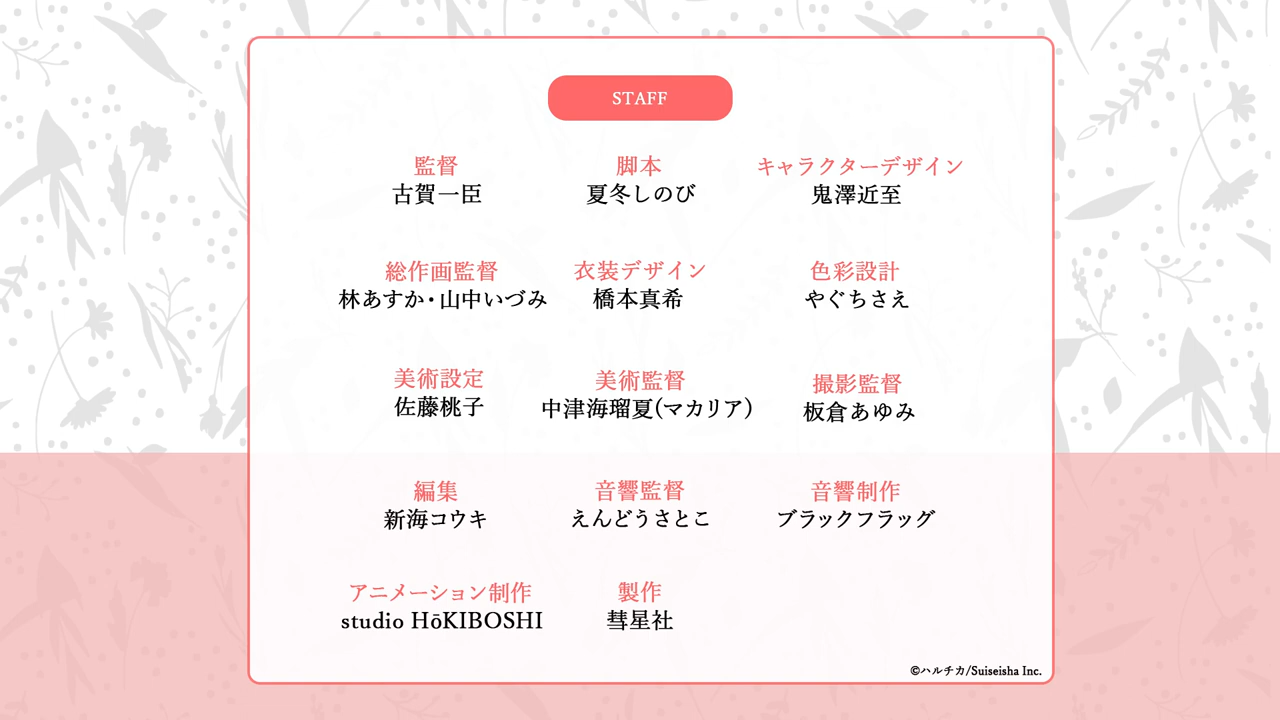 STAFF
監督
古賀一臣
脚本
夏冬しのび
キャラクターデザイン
鬼澤近至
総作画監督
林あすか・山中いづみ
衣装デザイン
橋本真希
色彩設計
やぐちさえ
美術設定
佐藤桃子
美術監督
中津海瑠夏(マカリア)
撮影監督
板倉あゆみ
編集
新海コウキ
音響監督
えんどうさとこ
音響制作
ブラックフラッグ
アニメーション制作
studio HōKIBOSHI
製作
彗星社
©ハルチカ/Suiseisha Inc.